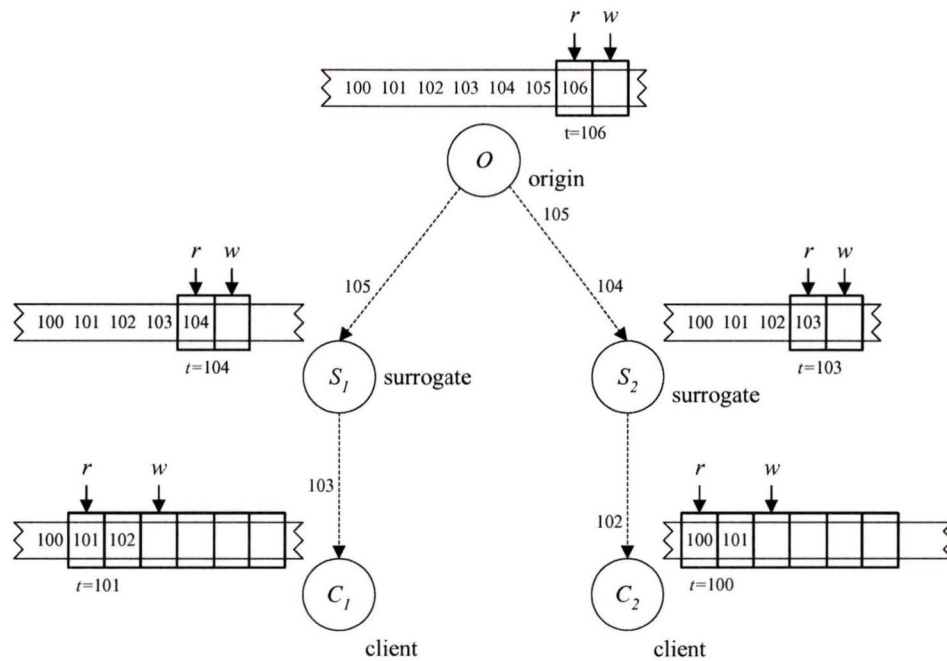 r w
100 101 102 103 104 105 106
t=106
O
origin
105
105
104
r w
100 101 102 103 104
t=104
r w
100 101 102 103
t=103
S1
surrogate
S2
surrogate
r w
100 101 102
t=101
103
r w
100 101
t=100
102
C1
client
C2
client